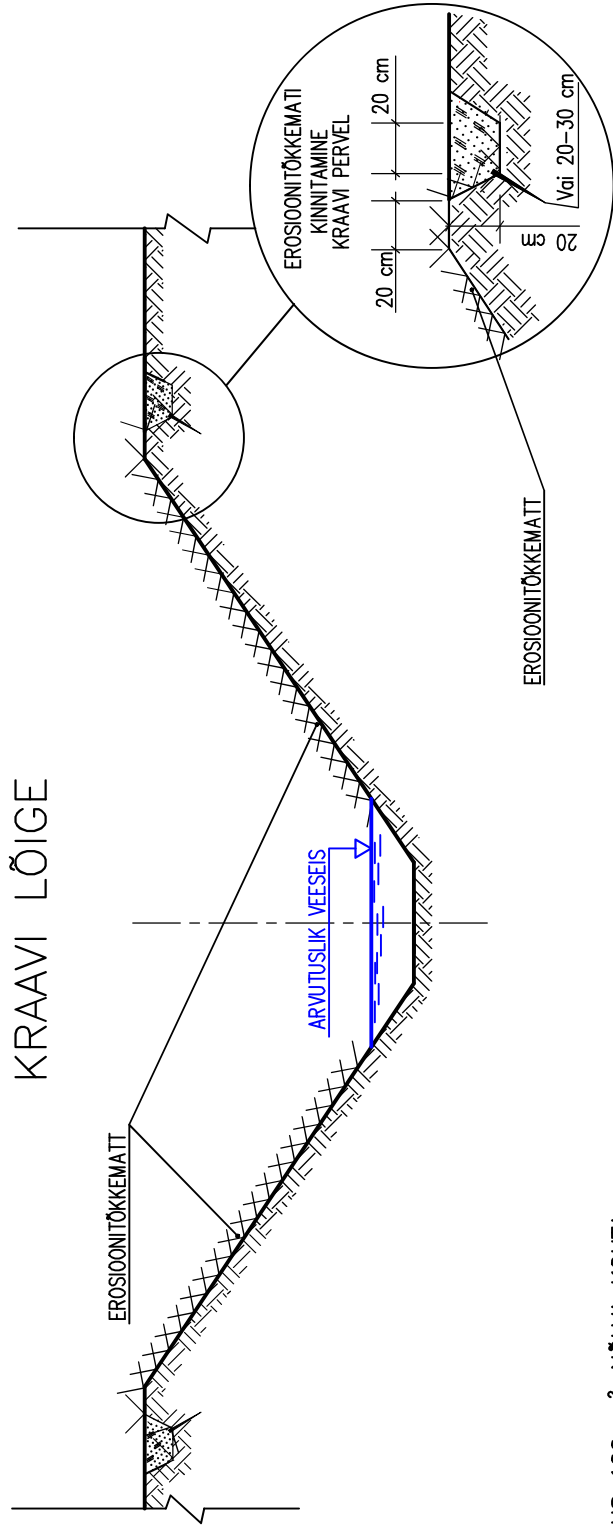 KRAAVI LÕIGE
EROSIOONITÕKKEMATT
ARVUTUSLIK VEESEIS
EROSIOONITÕKKEMATI
KINNITAMINE
KRAAVI PERVEL
20 cm
20 cm
20 cm
Vai 20-30 cm
EROSIOONITÕKKEMATT